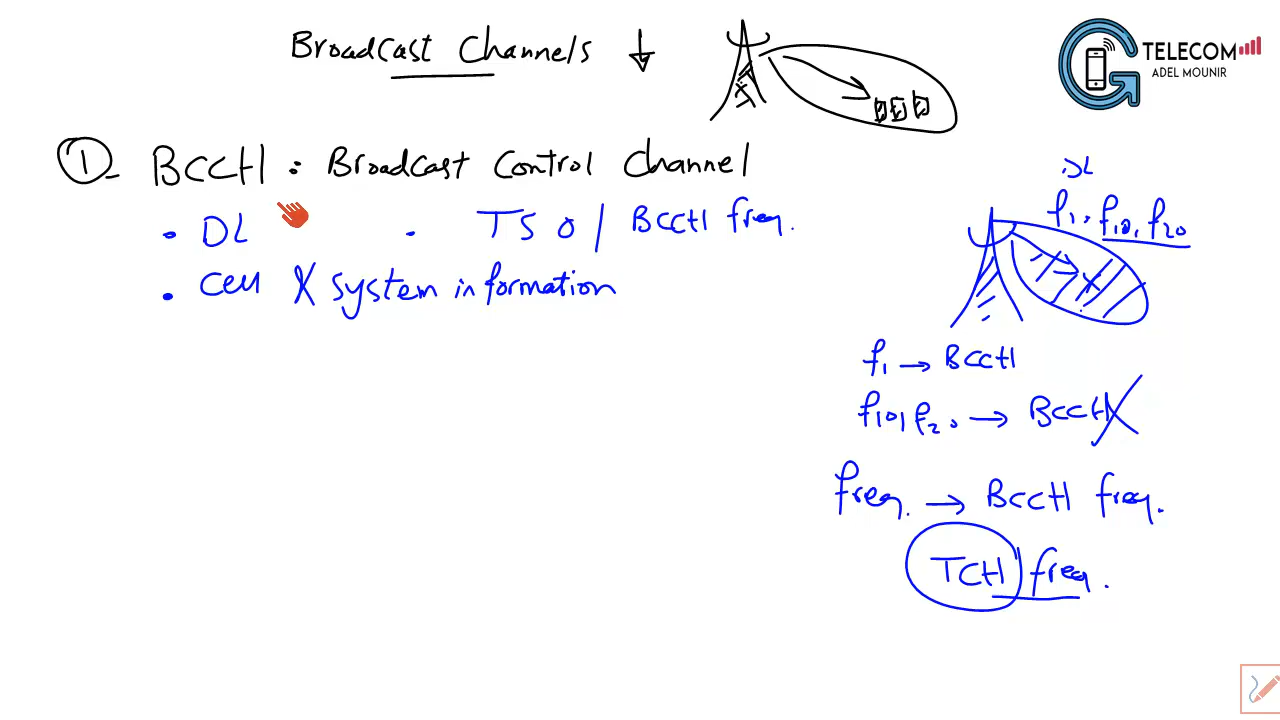 Broadcast Channels ↓
TELECOM
ADEL MOUNIR
① - BCCH : Broadcast Control Channel
• DL • TS 0 / BCCH freq.
• Cell X system information
DL
f1, f10, f20
f1 → BCCH
f10, f20 → BCCH X
freq. → BCCH freq.
TCH freq.